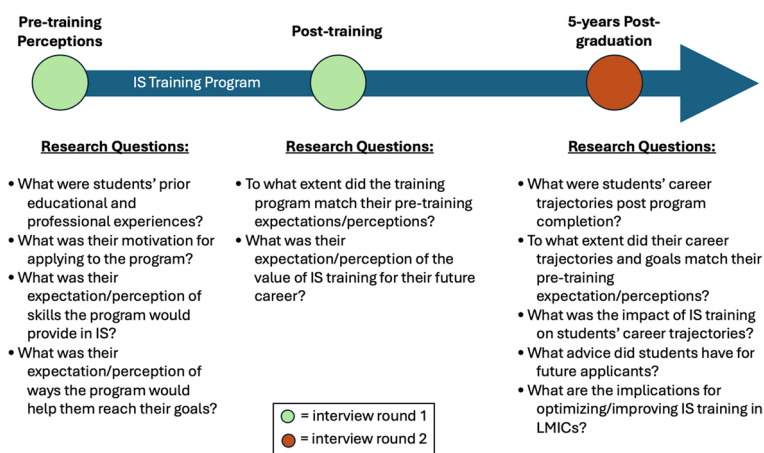 Pre-training
Perceptions
Post-training
5-years Post-
graduation
IS Training Program
Research Questions:
• What were students' prior
educational and
professional experiences?
• What was their motivation for
applying to the program?
• What was their
expectation/perception of
skills the program would
provide in IS?
• What was their
expectation/perception of
ways the program would
help them reach their goals?
Research Questions:
• To what extent did the training
program match their pre-training
expectations/perceptions?
• What was their
expectation/perception of the
value of IS training for their future
career?
Research Questions:
• What were students' career
trajectories post program
completion?
• To what extent did their career
trajectories and goals match their
pre-training
expectation/perceptions?
• What was the impact of IS training
on students' career trajectories?
• What advice did students have for
future applicants?
• What are the implications for
optimizing/improving IS training in
LMICs?
= interview round 1
= interview round 2